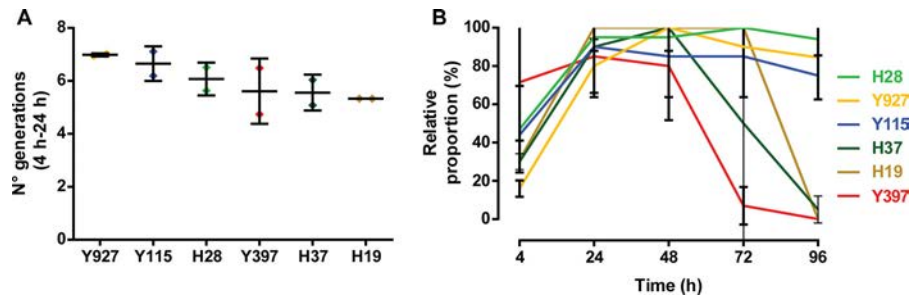 A
N° generations
(4 h-24 h)
8
6
4
2
0
Y927 Y115 H28 Y397 H37 H19
B
Relative
proportion (%)
100
80
60
40
20
0
4 24 48 72 96
Time (h)
H28
Y927
Y115
H37
H19
Y397